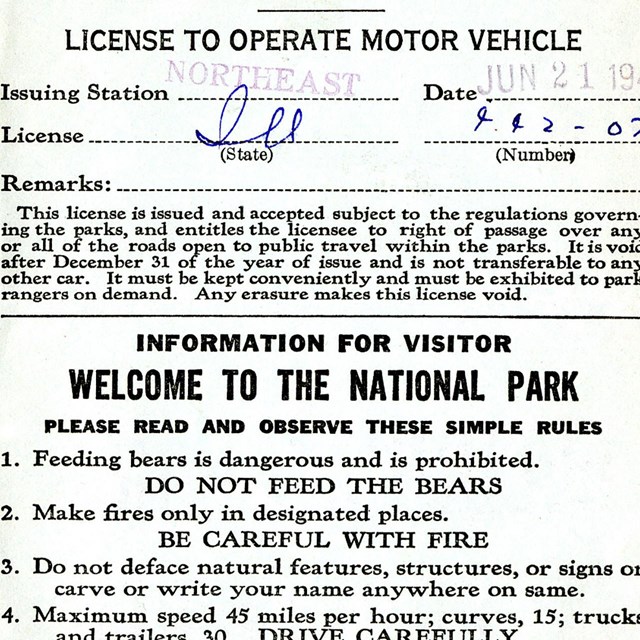 LICENSE TO OPERATE MOTOR VEHICLE
Issuing Station NORTHEAST Date JUN 21 194
License Ill
(State) (Number)
Remarks:
This license is issued and accepted subject to the regulations govern-
ing the parks, and entitles the licensee to right of passage over any
or all of the roads open to public travel within the parks. It is void
after December 31 of the year of issue and is not transferable to any
other car. It must be kept conveniently and must be exhibited to park
rangers on demand. Any erasure makes this license void.
INFORMATION FOR VISITOR
WELCOME TO THE NATIONAL PARK
PLEASE READ AND OBSERVE THESE SIMPLE RULES
1. Feeding bears is dangerous and is prohibited.
DO NOT FEED THE BEARS
2. Make fires only in designated places.
BE CAREFUL WITH FIRE
3. Do not deface natural features, structures, or signs or
carve or write your name anywhere on same.
4. Maximum speed 45 miles per hour; curves, 15; trucks
and trailers, 30. DRIVE CAREFULLY